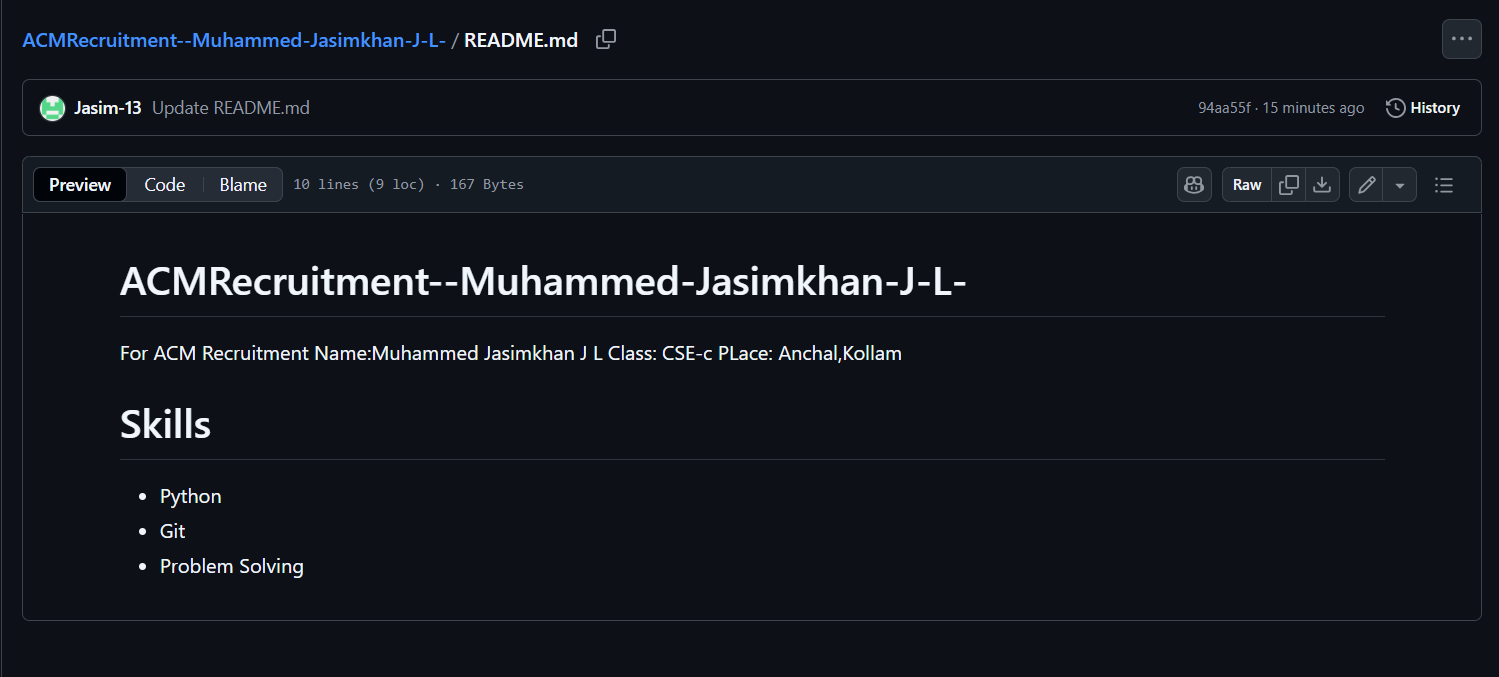 ACMRecruitment--Muhammed-Jasimkhan-J-L- / README.md
Jasim-13 Update README.md 94aa55f · 15 minutes ago History
Preview Code Blame 10 lines (9 loc) · 167 Bytes Raw
ACMRecruitment--Muhammed-Jasimkhan-J-L-
For ACM Recruitment Name:Muhammed Jasimkhan J L Class: CSE-c PLace: Anchal,Kollam
Skills
• Python
• Git
• Problem Solving